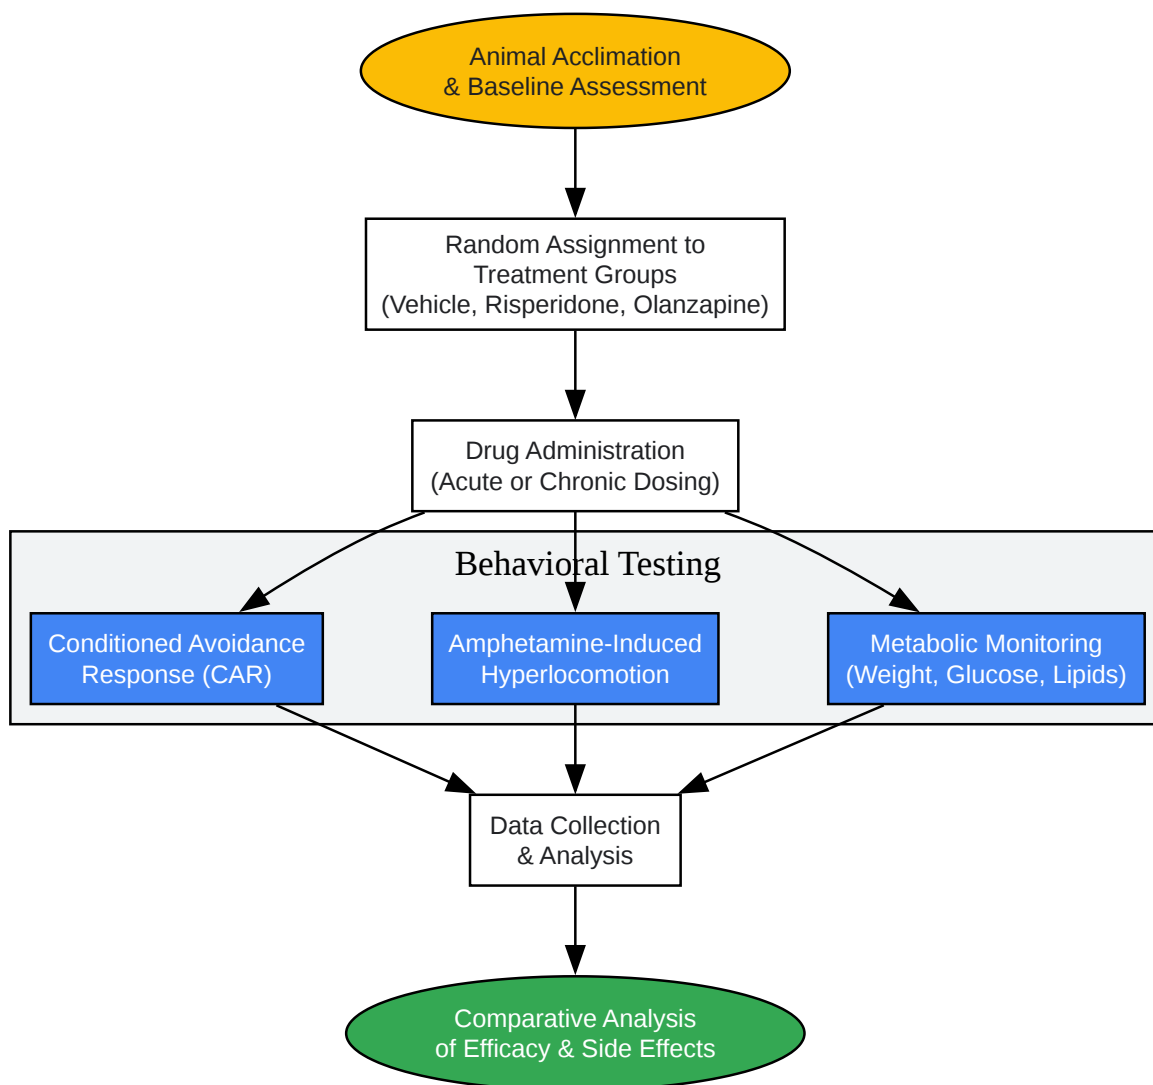 Animal Acclimation
& Baseline Assessment
Random Assignment to
Treatment Groups
(Vehicle, Risperidone, Olanzapine)
Drug Administration
(Acute or Chronic Dosing)
Behavioral Testing
Conditioned Avoidance
Response (CAR)
Amphetamine-Induced
Hyperlocomotion
Metabolic Monitoring
(Weight, Glucose, Lipids)
Data Collection
& Analysis
Comparative Analysis
of Efficacy & Side Effects